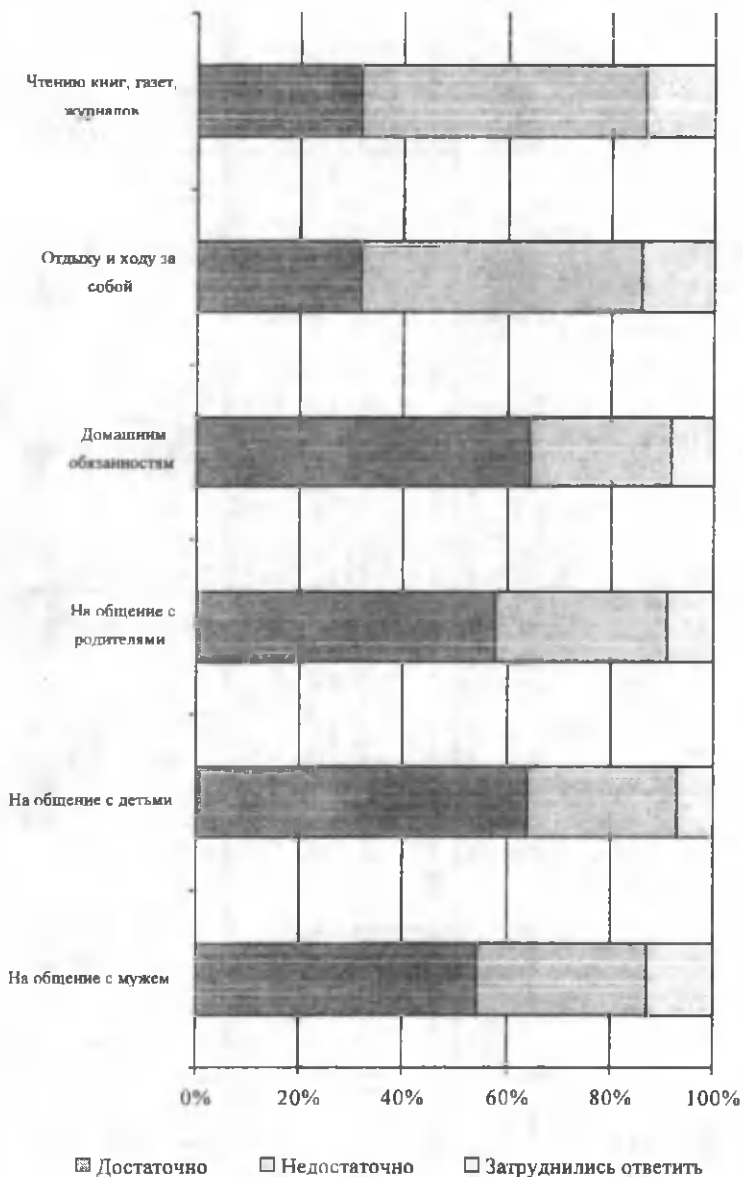 Чтению книг, газет,
журналов
Отдыху и ходу за
собой
Домашним
обязанностям
На общение с
родителями
На общение с детьми
На общение с мужем
0% 20% 40% 60% 80% 100%
Достаточно Недостаточно Затруднились ответить